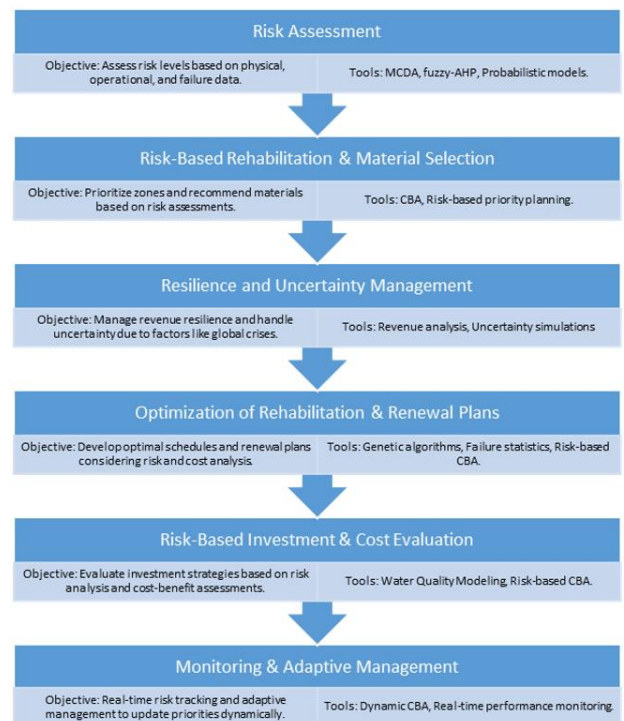 Risk Assessment
Objective: Assess risk levels based on physical,
operational, and failure data.
Tools: MCDA, fuzzy-AHP, Probabilistic models.
Risk-Based Rehabilitation & Material Selection
Objective: Prioritize zones and recommend materials
based on risk assessments.
Tools: CBA, Risk-based priority planning.
Resilience and Uncertainty Management
Objective: Manage revenue resilience and handle
uncertainty due to factors like global crises.
Tools: Revenue analysis, Uncertainty simulations
Optimization of Rehabilitation & Renewal Plans
Objective: Develop optimal schedules and renewal plans
considering risk and cost analysis.
Tools: Genetic algorithms, Failure statistics, Risk-based
CBA.
Risk-Based Investment & Cost Evaluation
Objective: Evaluate investment strategies based on risk
analysis and cost-benefit assessments.
Tools: Water Quality Modeling, Risk-based CBA.
Monitoring & Adaptive Management
Objective: Real-time risk tracking and adaptive
management to update priorities dynamically.
Tools: Dynamic CBA, Real-time performance monitoring.